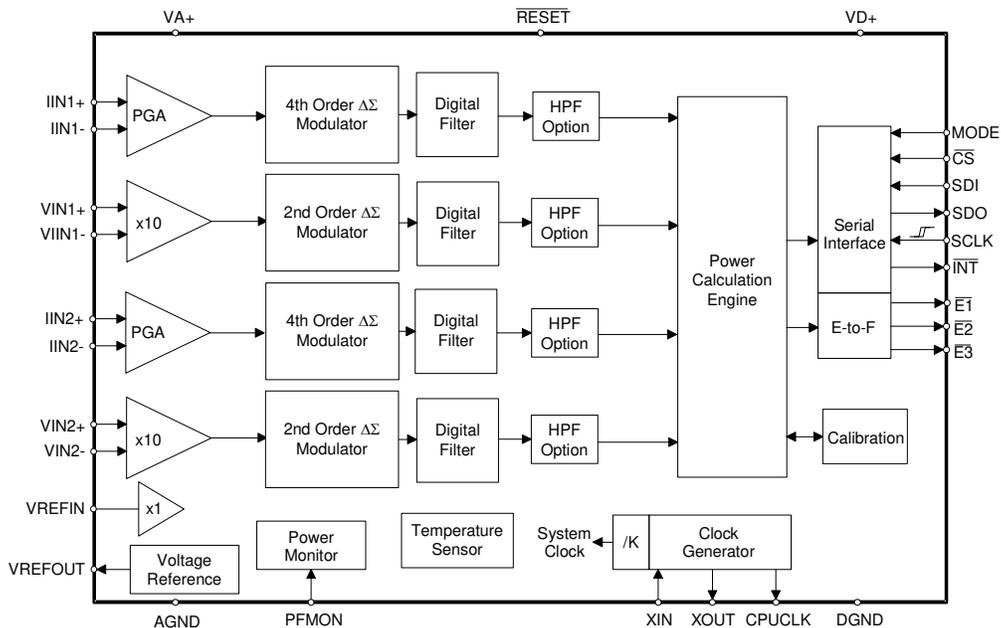 VA+
RESET
VD+
IIN1+
IIN1-
PGA
4th Order ΔΣ
Modulator
Digital
Filter
HPF
Option
VIN1+
VIIN1-
x10
2nd Order ΔΣ
Modulator
Digital
Filter
HPF
Option
IIN2+
IIN2-
PGA
4th Order ΔΣ
Modulator
Digital
Filter
HPF
Option
VIN2+
VIN2-
x10
2nd Order ΔΣ
Modulator
Digital
Filter
HPF
Option
Power
Calculation
Engine
Serial
Interface
E-to-F
Calibration
MODE
CS
SDI
SDO
SCLK
INT
E1
E2
E3
VREFIN
x1
VREFOUT
Voltage
Reference
Power
Monitor
Temperature
Sensor
System
Clock
/K
Clock
Generator
AGND
PFMON
XIN
XOUT
CPUCLK
DGND